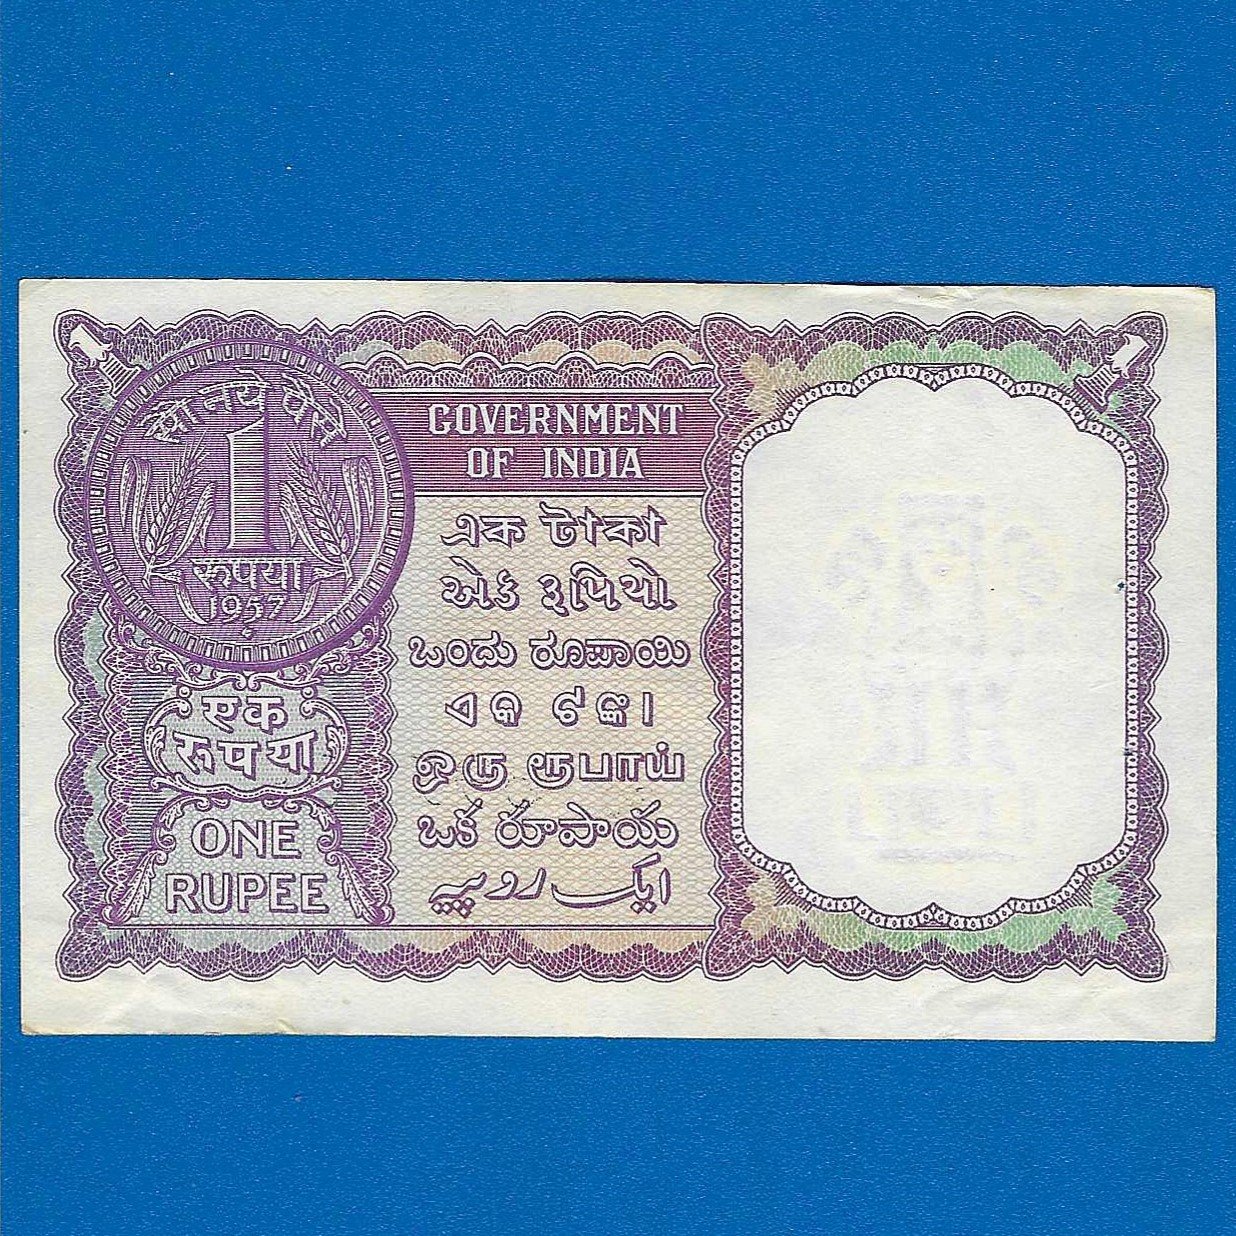 सौ नये पैसे
1
रूपया
1957
एक
रूपया
ONE
RUPEE
GOVERNMENT
OF INDIA
এক টাকা
એક રૂપિયો
ಒಂದು ರೂಪಾಯಿ
ଏକ ଟଙ୍କା
ஒரு ரூபாய்
ఒక రూపాయ
ایک روپیہ